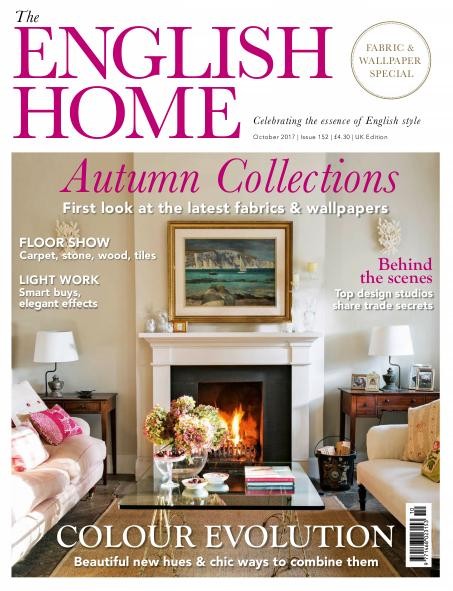 The
ENGLISH
HOME
FABRIC &
WALLPAPER
SPECIAL
Celebrating the essence of English style
October 2017 | Issue 152 | £4.30 | UK Edition
Autumn Collections
First look at the latest fabrics & wallpapers
FLOOR SHOW
Carpet, stone, wood, tiles
LIGHT WORK
Smart buys,
elegant effects
Behind
the scenes
Top design studios
share trade secrets
COLOUR EVOLUTION
Beautiful new hues & chic ways to combine them
10